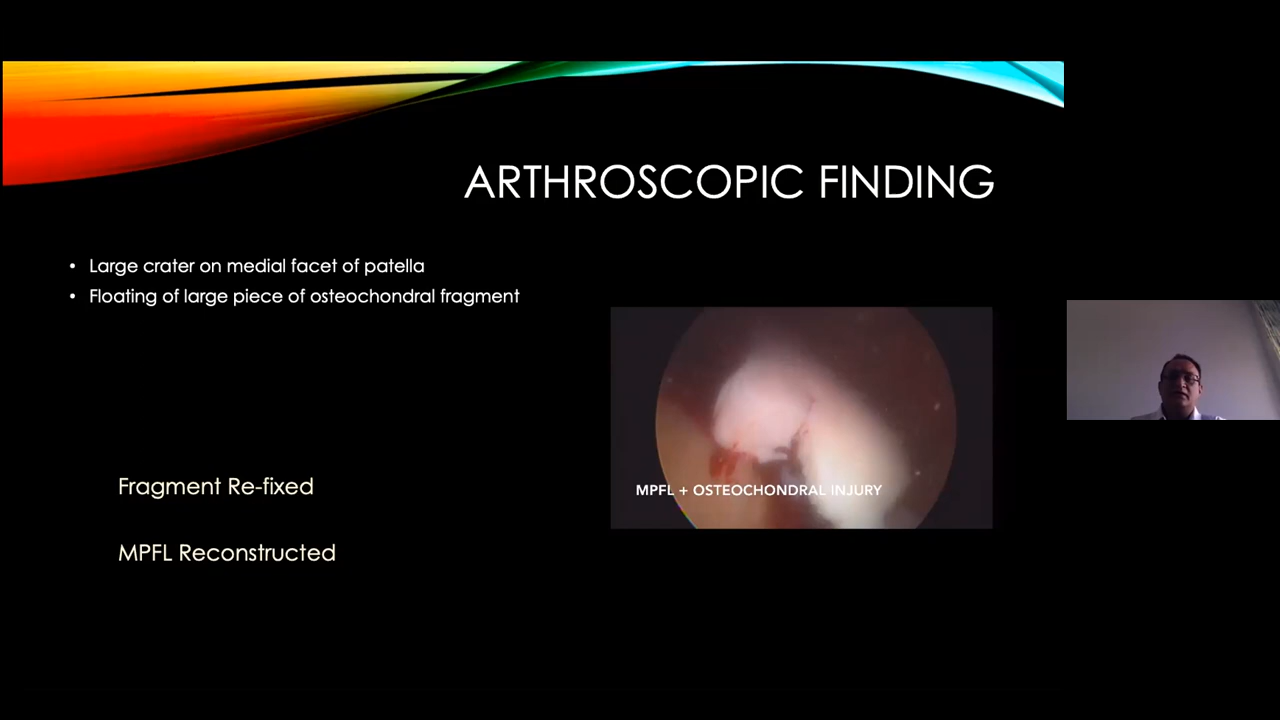 ARTHROSCOPIC FINDING
• Large crater on medial facet of patella
• Floating of large piece of osteochondral fragment
MPFL + OSTEOCHONDRAL INJURY
Fragment Re-fixed
MPFL Reconstructed